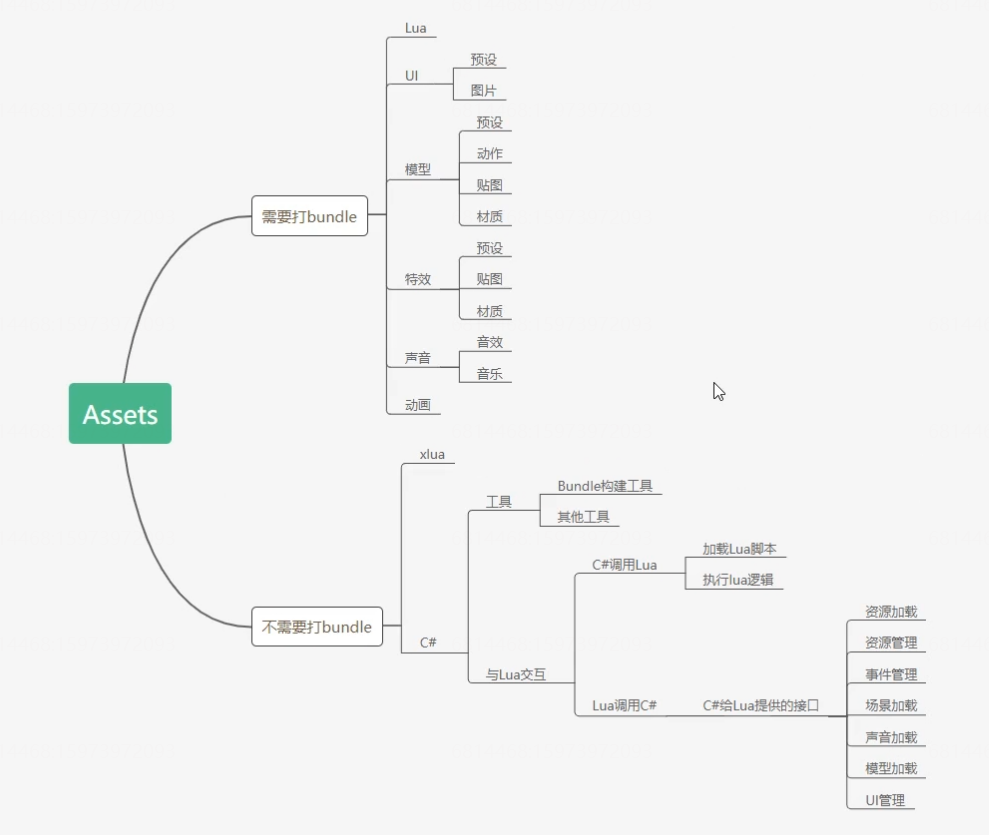 Assets
需要打bundle
Lua
UI
预设
图片
模型
预设
动作
贴图
材质
特效
预设
贴图
材质
声音
音效
音乐
动画
不需要打bundle
xlua
C#
工具
Bundle构建工具
其他工具
与Lua交互
C#调用Lua
加载Lua脚本
执行lua逻辑
Lua调用C#
C#给Lua提供的接口
资源加载
资源管理
事件管理
场景加载
声音加载
模型加载
UI管理